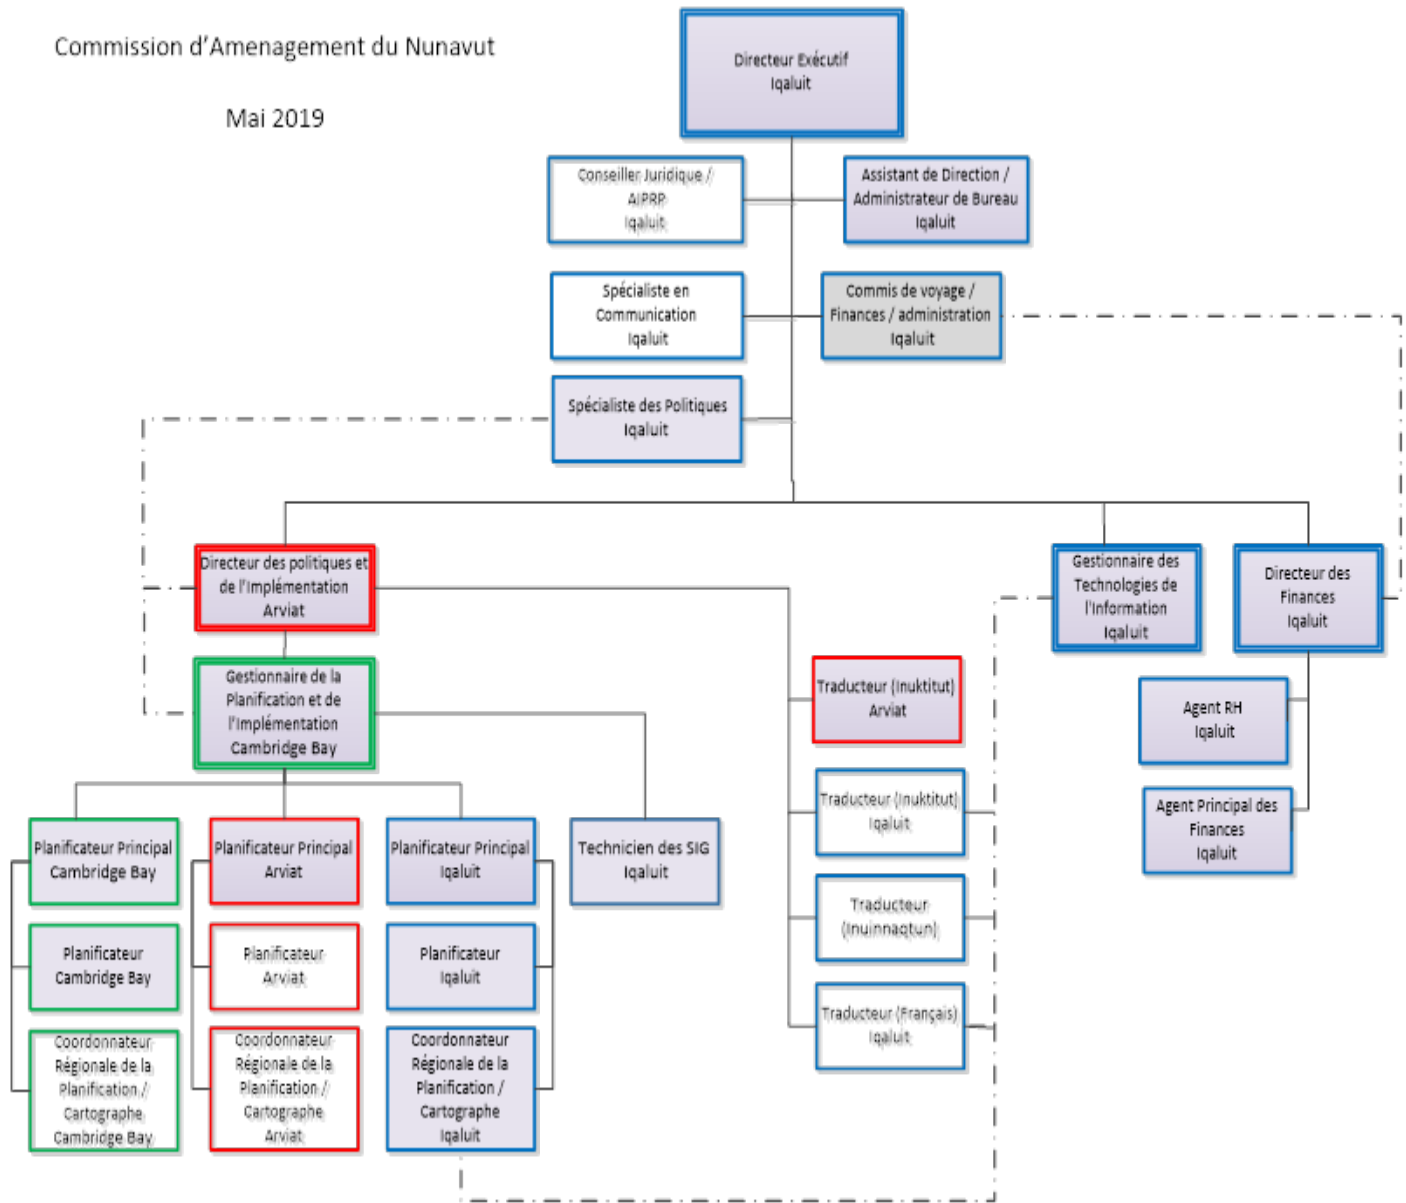 Commission d'Amenagement du Nunavut
Mai 2019
Directeur Exécutif
Iqaluit
Conseiller Juridique /
AIPRP
Iqaluit
Assistant de Direction /
Administrateur de Bureau
Iqaluit
Spécialiste en
Communication
Iqaluit
Commis de voyage /
Finances / administration
Iqaluit
Spécialiste des Politiques
Iqaluit
Directeur des politiques et
de l'Implémentation
Arviat
Gestionnaire des
Technologies de
l'Information
Iqaluit
Directeur des
Finances
Iqaluit
Gestionnaire de la
Planification et de
l'Implémentation
Cambridge Bay
Traducteur (Inuktitut)
Arviat
Agent RH
Iqaluit
Traducteur (Inuktitut)
Iqaluit
Agent Principal des
Finances
Iqaluit
Planificateur Principal
Cambridge Bay
Planificateur Principal
Arviat
Planificateur Principal
Iqaluit
Technicien des SIG
Iqaluit
Traducteur
(Inuinnaqtun)
Planificateur
Cambridge Bay
Planificateur
Arviat
Planificateur
Iqaluit
Traducteur (Français)
Iqaluit
Coordonnateur
Régionale de la
Planification /
Cartographe
Cambridge Bay
Coordonnateur
Régionale de la
Planification /
Cartographe
Arviat
Coordonnateur
Régionale de la
Planification /
Cartographe
Iqaluit